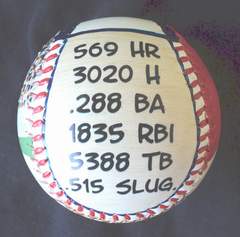 569 HR
3020 H
.288 BA
1835 RBI
5388 TB
.515 SLUG.